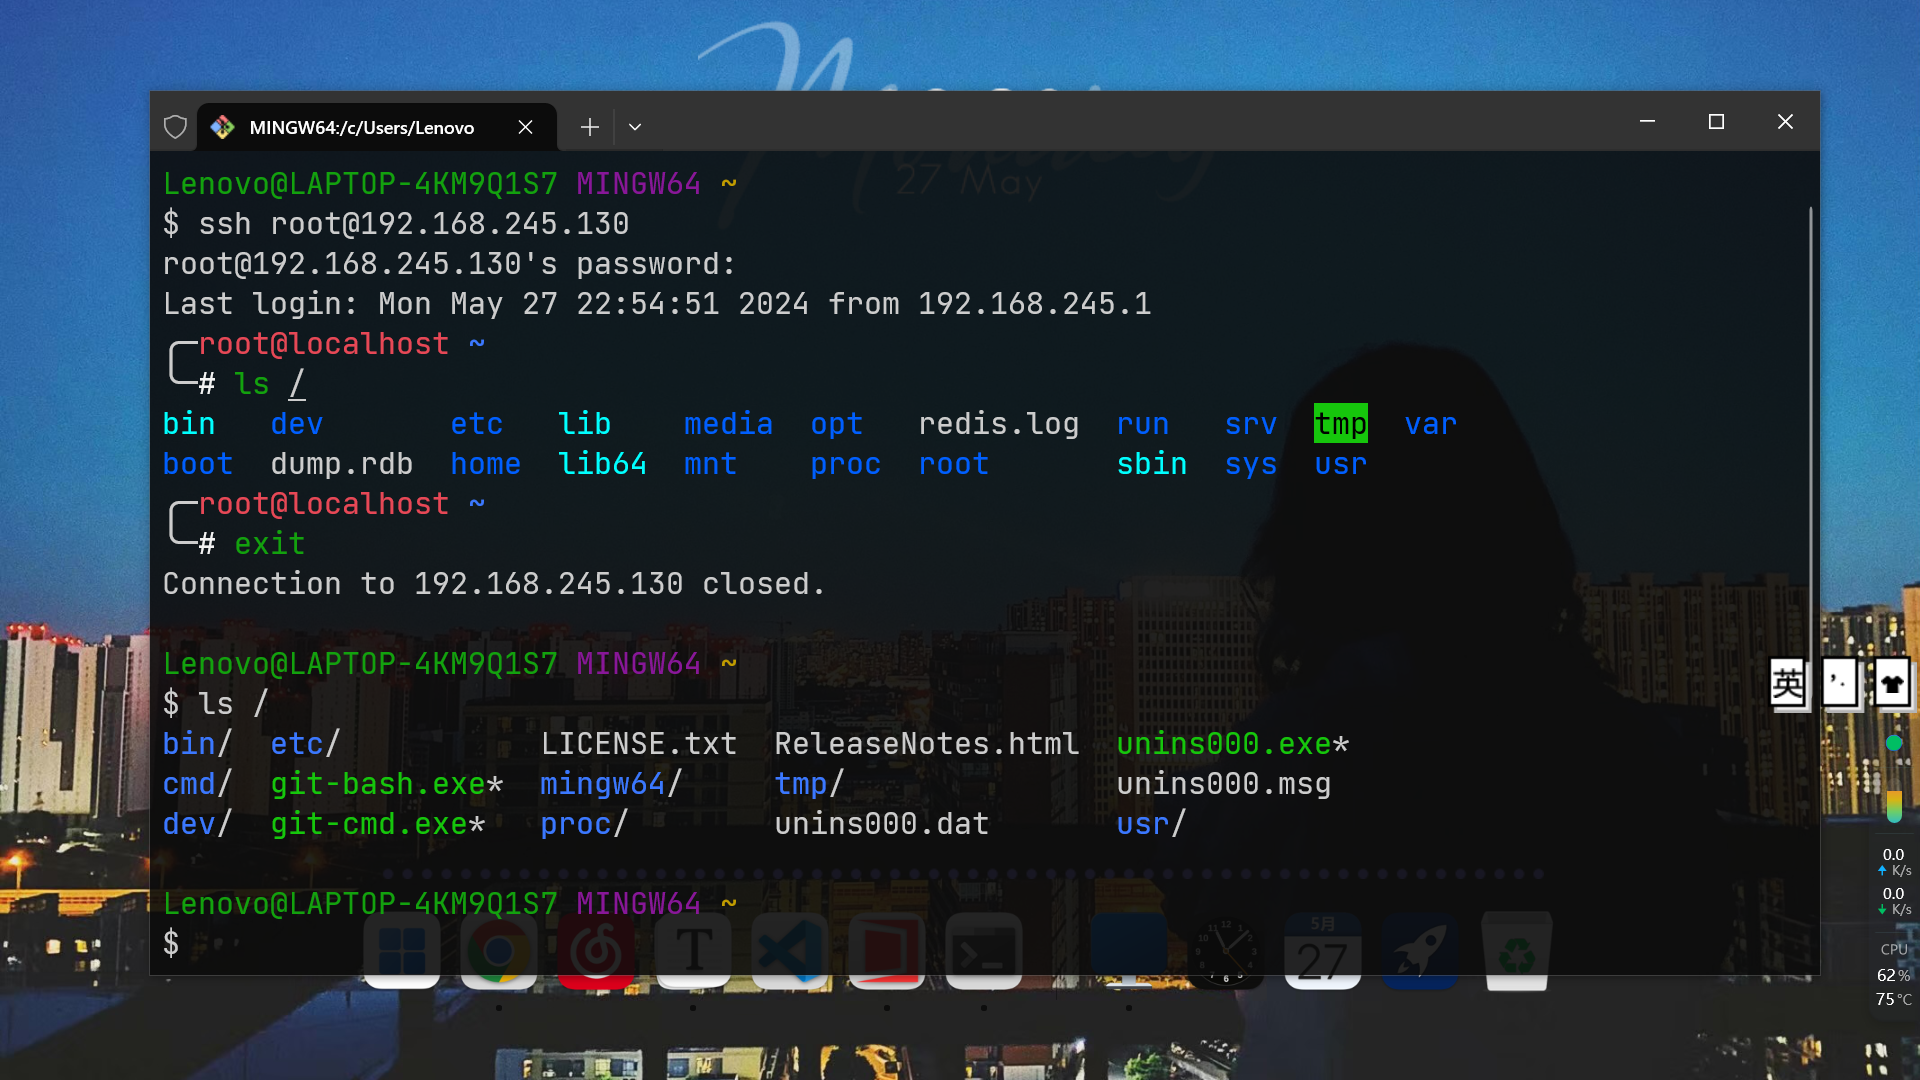 Monday
27 May
MINGW64:/c/Users/Lenovo
Lenovo@LAPTOP-4KM9Q1S7 MINGW64 ~
$ ssh root@192.168.245.130
root@192.168.245.130's password:
Last login: Mon May 27 22:54:51 2024 from 192.168.245.1
root@localhost ~
# ls /
bin dev etc lib media opt redis.log run srv tmp var
boot dump.rdb home lib64 mnt proc root sbin sys usr
root@localhost ~
# exit
Connection to 192.168.245.130 closed.
Lenovo@LAPTOP-4KM9Q1S7 MINGW64 ~
$ ls /
bin/ etc/ LICENSE.txt ReleaseNotes.html unins000.exe*
cmd/ git-bash.exe* mingw64/ tmp/ unins000.msg
dev/ git-cmd.exe* proc/ unins000.dat usr/
Lenovo@LAPTOP-4KM9Q1S7 MINGW64 ~
$
T
5月
27
英
0.0
K/s
0.0
K/s
CPU
62%
75°C